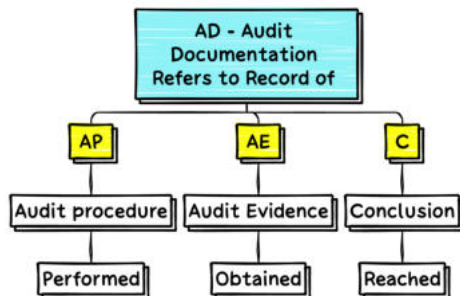 AD - Audit
Documentation
Refers to Record of
AP
AE
C
Audit procedure
Audit Evidence
Conclusion
Performed
Obtained
Reached